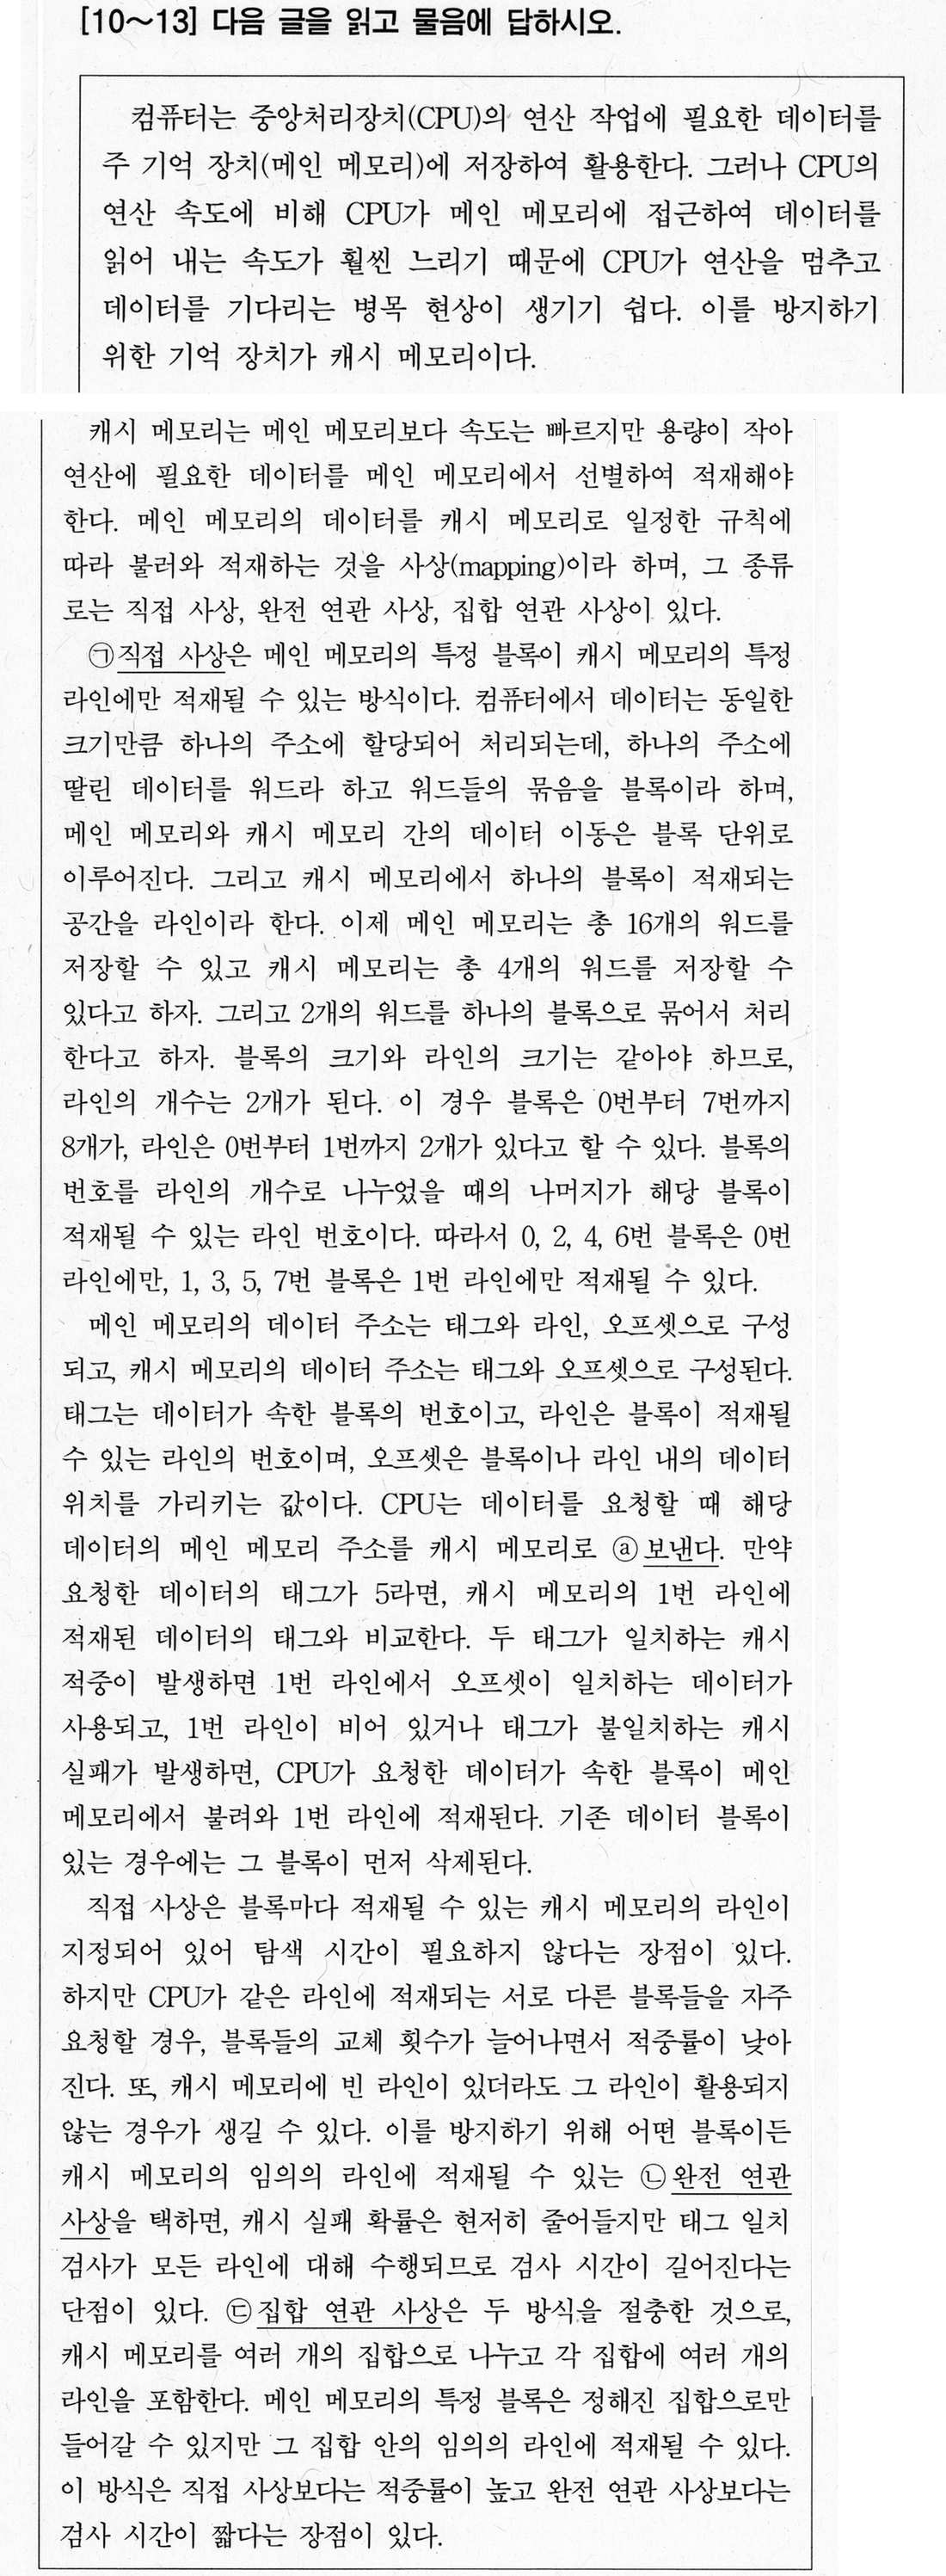 [10～13] 다음 글을 읽고 물음에 답하시오.
컴퓨터는 중앙처리장치(CPU)의 연산 작업에 필요한 데이터를
주 기억 장치(메인 메모리)에 저장하여 활용한다. 그러나 CPU의
연산 속도에 비해 CPU가 메인 메모리에 접근하여 데이터를
읽어 내는 속도가 훨씬 느리기 때문에 CPU가 연산을 멈추고
데이터를 기다리는 병목 현상이 생기기 쉽다. 이를 방지하기
위한 기억 장치가 캐시 메모리이다.
캐시 메모리는 메인 메모리보다 속도는 빠르지만 용량이 작아
연산에 필요한 데이터를 메인 메모리에서 선별하여 적재해야
한다. 메인 메모리의 데이터를 캐시 메모리로 일정한 규칙에
따라 불러와 적재하는 것을 사상(mapping)이라 하며, 그 종류
로는 직접 사상, 완전 연관 사상, 집합 연관 사상이 있다.
㉠직접 사상은 메인 메모리의 특정 블록이 캐시 메모리의 특정
라인에만 적재될 수 있는 방식이다. 컴퓨터에서 데이터는 동일한
크기만큼 하나의 주소에 할당되어 처리되는데, 하나의 주소에
딸린 데이터를 워드라 하고 워드들의 묶음을 블록이라 하며,
메인 메모리와 캐시 메모리 간의 데이터 이동은 블록 단위로
이루어진다. 그리고 캐시 메모리에서 하나의 블록이 적재되는
공간을 라인이라 한다. 이제 메인 메모리는 총 16개의 워드를
저장할 수 있고 캐시 메모리는 총 4개의 워드를 저장할 수
있다고 하자. 그리고 2개의 워드를 하나의 블록으로 묶어서 처리
한다고 하자. 블록의 크기와 라인의 크기는 같아야 하므로,
라인의 개수는 2개가 된다. 이 경우 블록은 0번부터 7번까지
8개가, 라인은 0번부터 1번까지 2개가 있다고 할 수 있다. 블록의
번호를 라인의 개수로 나누었을 때의 나머지가 해당 블록이
적재될 수 있는 라인 번호이다. 따라서 0, 2, 4, 6번 블록은 0번
라인에만, 1, 3, 5, 7번 블록은 1번 라인에만 적재될 수 있다.
메인 메모리의 데이터 주소는 태그와 라인, 오프셋으로 구성
되고, 캐시 메모리의 데이터 주소는 태그와 오프셋으로 구성된다.
태그는 데이터가 속한 블록의 번호이고, 라인은 블록이 적재될
수 있는 라인의 번호이며, 오프셋은 블록이나 라인 내의 데이터
위치를 가리키는 값이다. CPU는 데이터를 요청할 때 해당
데이터의 메인 메모리 주소를 캐시 메모리로 ⓐ보낸다. 만약
요청한 데이터의 태그가 5라면, 캐시 메모리의 1번 라인에
적재된 데이터의 태그와 비교한다. 두 태그가 일치하는 캐시
적중이 발생하면 1번 라인에서 오프셋이 일치하는 데이터가
사용되고, 1번 라인이 비어 있거나 태그가 불일치하는 캐시
실패가 발생하면, CPU가 요청한 데이터가 속한 블록이 메인
메모리에서 불려와 1번 라인에 적재된다. 기존 데이터 블록이
있는 경우에는 그 블록이 먼저 삭제된다.
직접 사상은 블록마다 적재될 수 있는 캐시 메모리의 라인이
지정되어 있어 탐색 시간이 필요하지 않다는 장점이 있다.
하지만 CPU가 같은 라인에 적재되는 서로 다른 블록들을 자주
요청할 경우, 블록들의 교체 횟수가 늘어나면서 적중률이 낮아
진다. 또, 캐시 메모리에 빈 라인이 있더라도 그 라인이 활용되지
않는 경우가 생길 수 있다. 이를 방지하기 위해 어떤 블록이든
캐시 메모리의 임의의 라인에 적재될 수 있는 ㉡완전 연관
사상을 택하면, 캐시 실패 확률은 현저히 줄어들지만 태그 일치
검사가 모든 라인에 대해 수행되므로 검사 시간이 길어진다는
단점이 있다. ㉢집합 연관 사상은 두 방식을 절충한 것으로,
캐시 메모리를 여러 개의 집합으로 나누고 각 집합에 여러 개의
라인을 포함한다. 메인 메모리의 특정 블록은 정해진 집합으로만
들어갈 수 있지만 그 집합 안의 임의의 라인에 적재될 수 있다.
이 방식은 직접 사상보다는 적중률이 높고 완전 연관 사상보다는
검사 시간이 짧다는 장점이 있다.